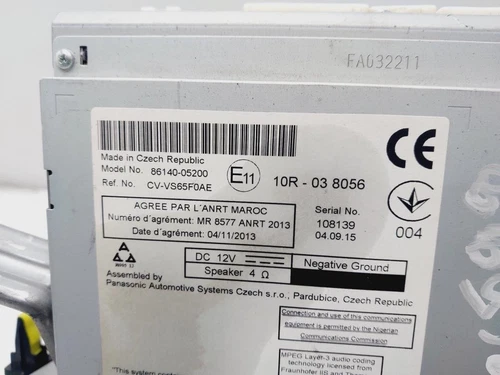 FA032211
Made in Czech Republic
Model No. 86140-05200
Ref. No. CV-VS65F0AE
E11
10R - 03 8056
CE
004
AGREE PAR L'ANRT MAROC
Numéro d'agrément: MR 8577 ANRT 2013
Date d'agrément: 04/11/2013
Serial No.
108139
04.09.15
DC 12V
Negative Ground
Speaker 4 Ω
Assembled by
Panasonic Automotive Systems Czech s.r.o., Pardubice, Czech Republic
Connection and use of this communications
equipment is permitted by the Nigerian
Communications Commission
MPEG Layer-3 audio coding
technology licensed from
Fraunhofer IIB and
This system